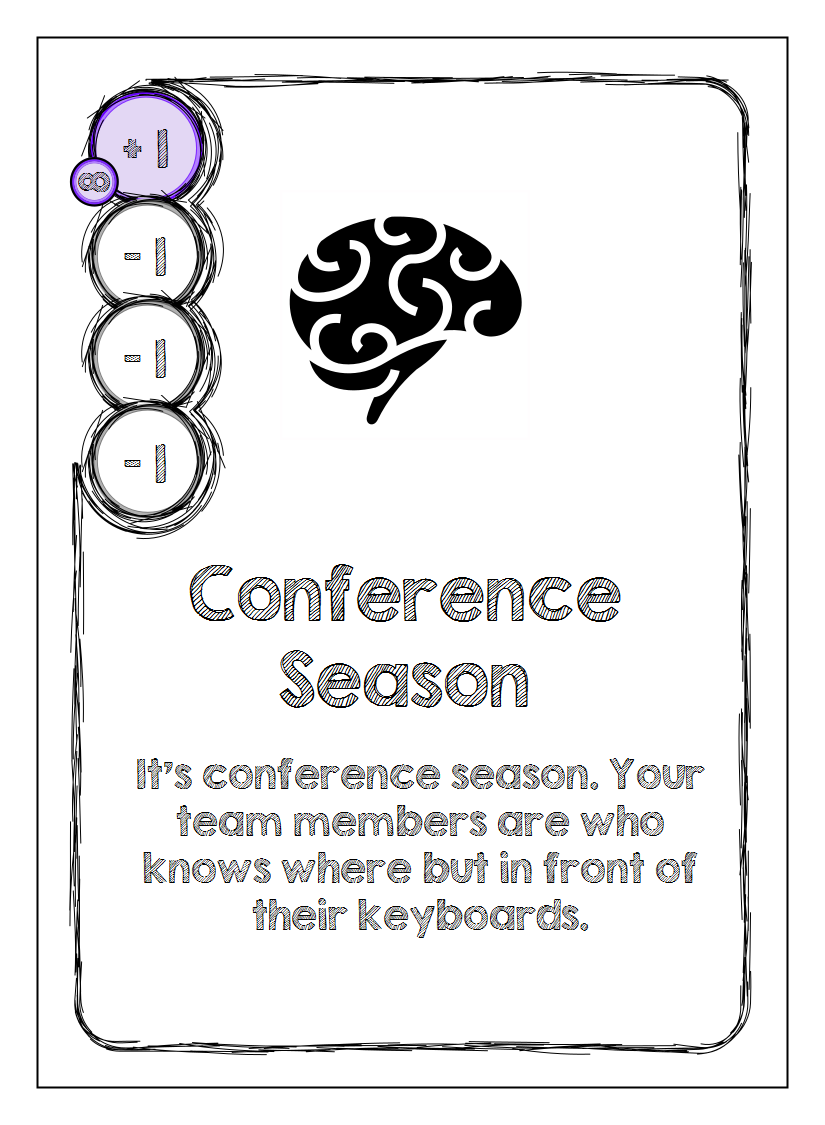 +1
∞
-1
-1
-1
Conference
Season
It's conference season. Your
team members are who
knows where but in front of
their keyboards.